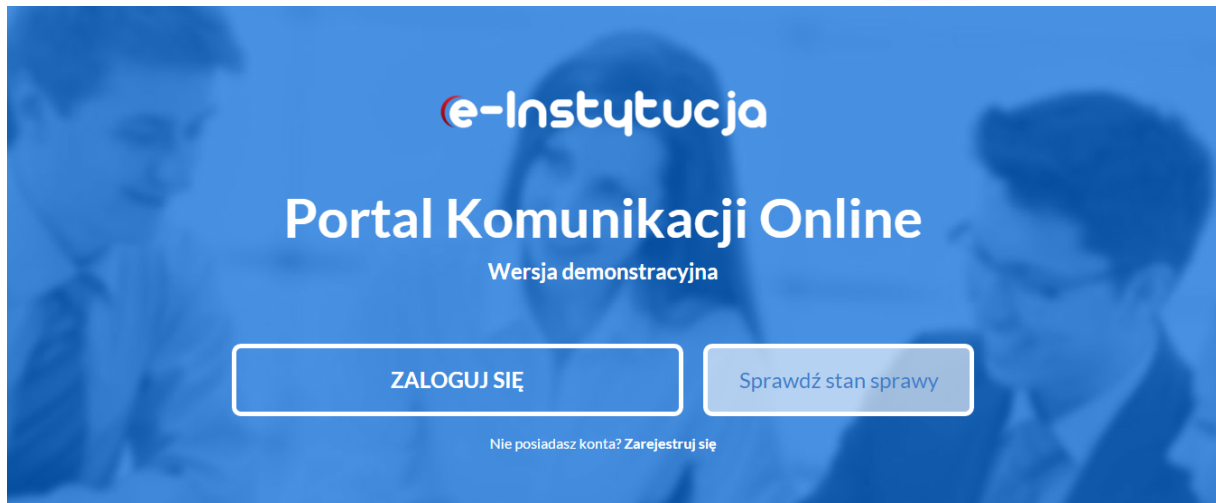 e-Instytucja
Portal Komunikacji Online
Wersja demonstracyjna
ZALOGUJ SIĘ
Sprawdź stan sprawy
Nie posiadasz konta? Zarejestruj się